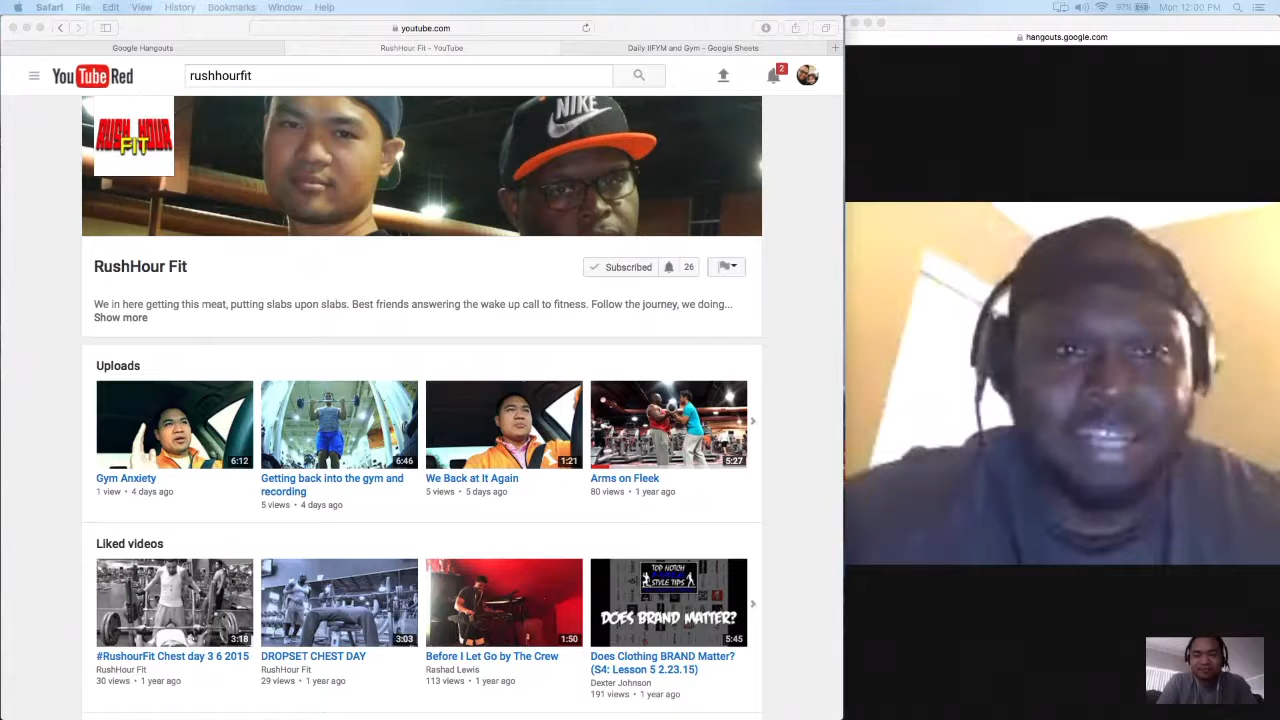 Safari File Edit View History Bookmarks Window Help
97% Mon 12:00 PM
youtube.com
hangouts.google.com
Google Hangouts
RushHour Fit - YouTube
Daily IIFYM and Gym - Google Sheets
YouTube Red
rushhourfit
2
RUSH HOUR
FIT
NIKE
RushHour Fit
Subscribed 26
We in here getting this meat, putting slabs upon slabs. Best friends answering the wake up call to fitness. Follow the journey, we doing...
Show more
Uploads
6:12
6:46
1:21
5:27
Gym Anxiety
1 view • 4 days ago
Getting back into the gym and
recording
5 views • 4 days ago
We Back at It Again
5 views • 5 days ago
Arms on Fleek
80 views • 1 year ago
Liked videos
TOP NOTCH
STYLE TIPS
DOES BRAND MATTER?
3:18
3:03
1:50
5:45
#RushourFit Chest day 3 6 2015
RushHour Fit
30 views • 1 year ago
DROPSET CHEST DAY
RushHour Fit
29 views • 1 year ago
Before I Let Go by The Crew
Rashad Lewis
113 views • 1 year ago
Does Clothing BRAND Matter?
(S4: Lesson 5 2.23.15)
Dexter Johnson
191 views • 1 year ago